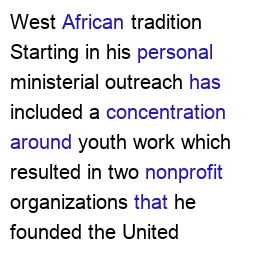 West African tradition
Starting in his personal
ministerial outreach has
included a concentration
around youth work which
resulted in two nonprofit
organizations that he
founded the United